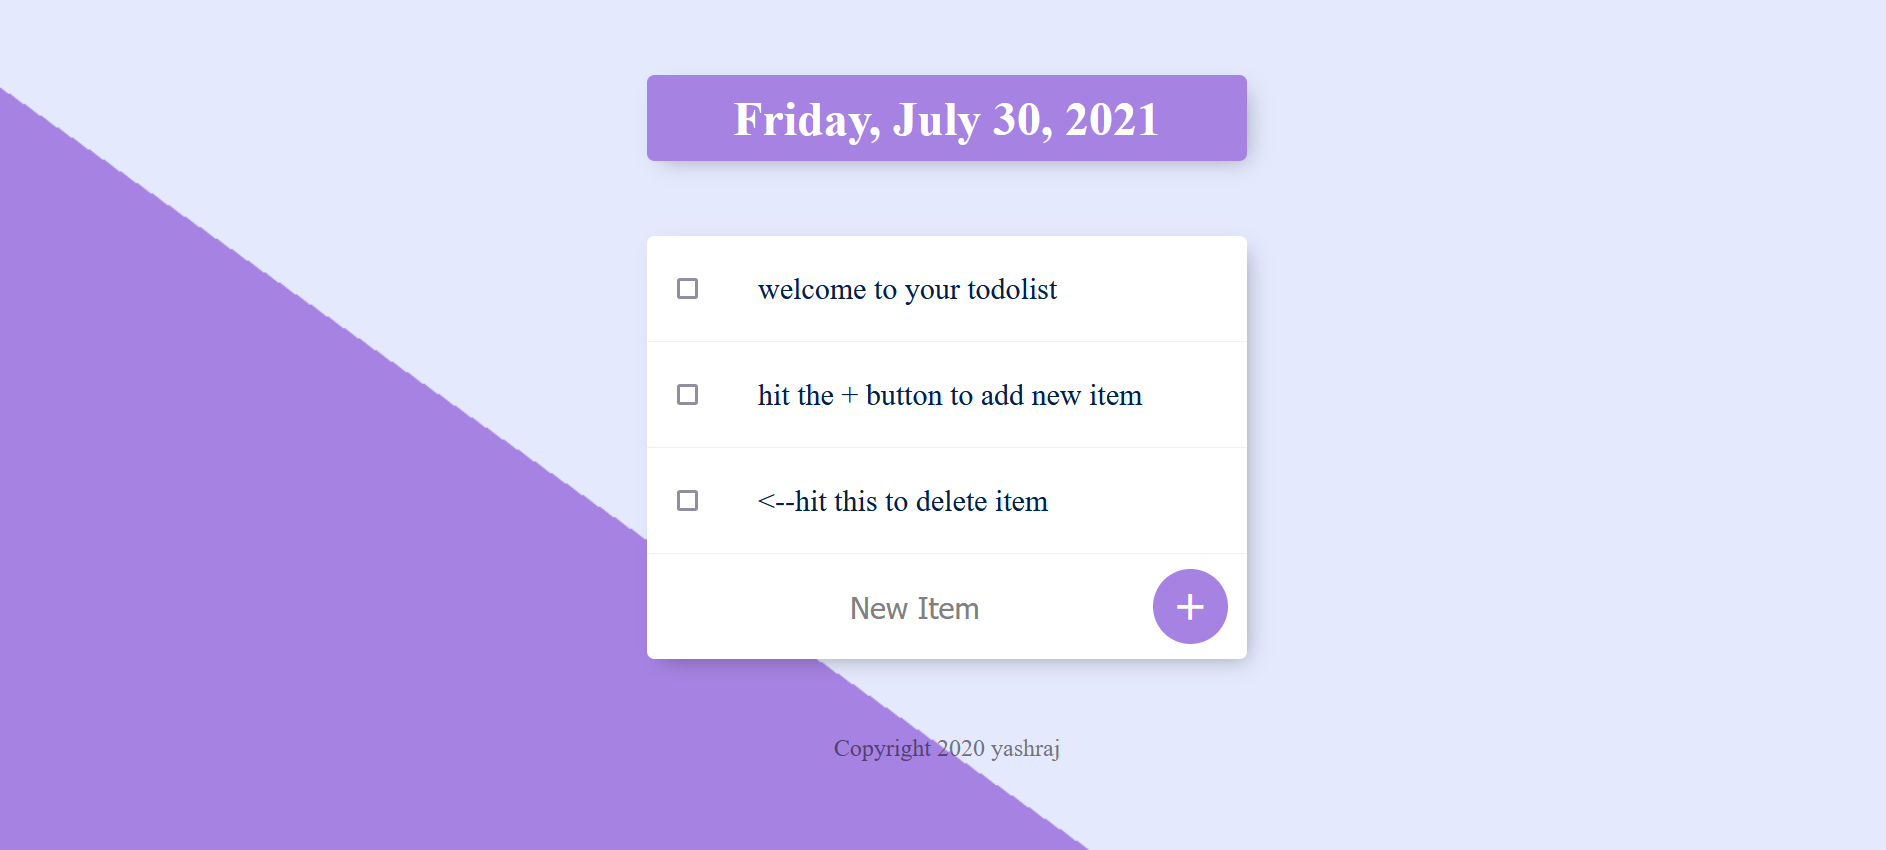 Friday, July 30, 2021
welcome to your todolist
hit the + button to add new item
<--hit this to delete item
New Item
+
Copyright 2020 yashraj